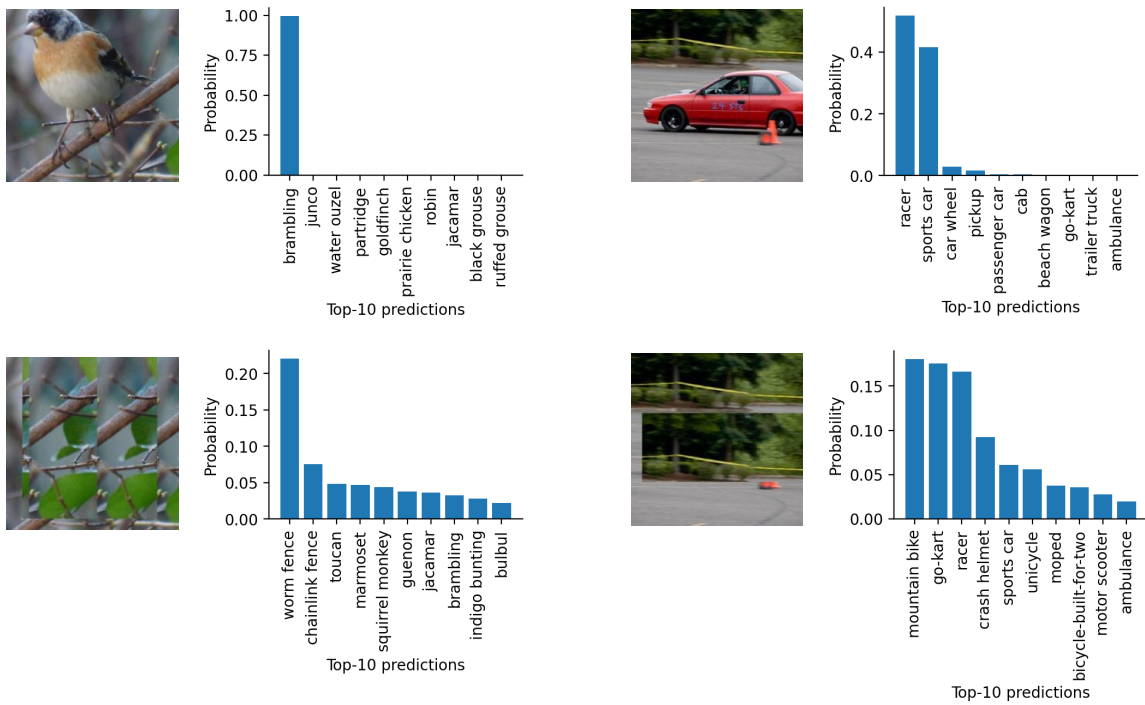 1.00
0.75
0.50
0.25
0.00
Probability
brambling
junco
water ouzel
partridge
goldfinch
prairie chicken
robin
jacamar
black grouse
ruffed grouse
Top-10 predictions
0.4
0.2
0.0
Probability
racer
sports car
car wheel
pickup
passenger car
cab
beach wagon
go-kart
trailer truck
ambulance
Top-10 predictions
0.20
0.15
0.10
0.05
0.00
Probability
worm fence
chainlink fence
toucan
marmoset
squirrel monkey
guenon
jacamar
brambling
indigo bunting
bulbul
Top-10 predictions
0.15
0.10
0.05
0.00
Probability
mountain bike
go-kart
racer
crash helmet
sports car
unicycle
moped
bicycle-built-for-two
motor scooter
ambulance
Top-10 predictions